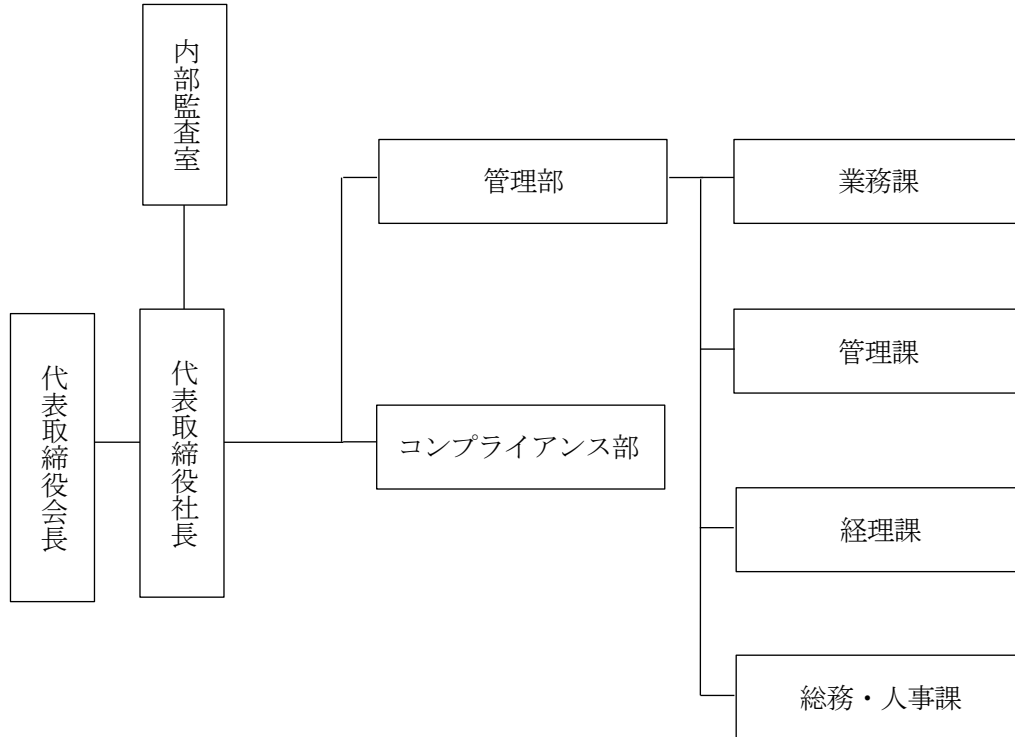 内部監査室
代表取締役会長
代表取締役社長
管理部
コンプライアンス部
業務課
管理課
経理課
総務・人事課